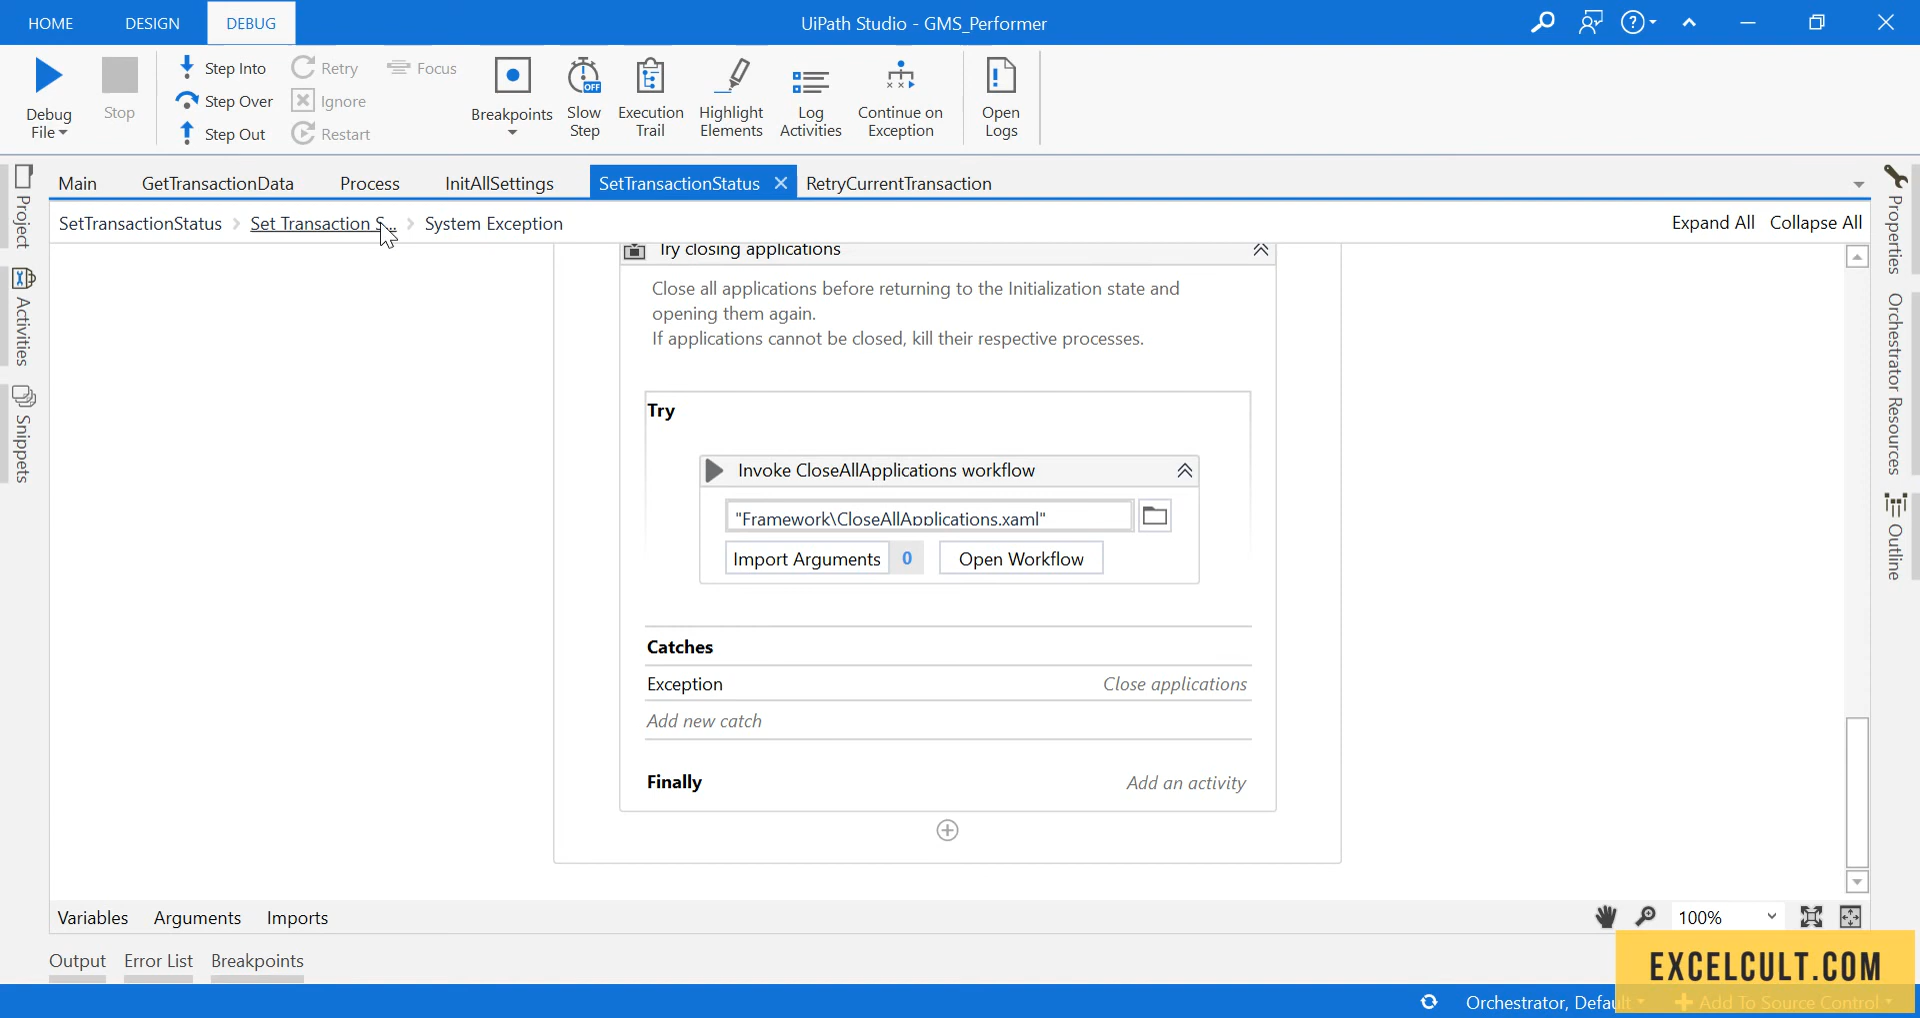 HOME
DESIGN
DEBUG
UiPath Studio - GMS_Performer
Debug
File
Stop
Step Into
Step Over
Step Out
Retry
Ignore
Restart
Focus
Breakpoints
Slow
Step
OFF
Execution
Trail
Highlight
Elements
Log
Activities
Continue on
Exception
Open
Logs
Main
GetTransactionData
Process
InitAllSettings
SetTransactionStatus
RetryCurrentTransaction
SetTransactionStatus
Set Transaction S...
System Exception
Expand All
Collapse All
Project
Activities
Snippets
Properties
Orchestrator Resources
Outline
Try closing applications
Close all applications before returning to the Initialization state and
opening them again.
If applications cannot be closed, kill their respective processes.
Try
Invoke CloseAllApplications workflow
"Framework\CloseAllApplications.xaml"
Import Arguments
0
Open Workflow
Catches
Exception
Close applications
Add new catch
Finally
Add an activity
Variables
Arguments
Imports
100%
Output
Error List
Breakpoints
EXCELCULT.COM
Orchestrator, Default
Add To Source Control